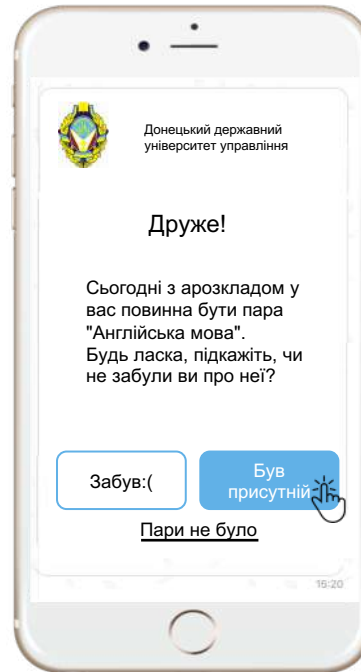 Донецький державний
університет управління
Друже!
Сьогодні з арозкладом у
вас повинна бути пара
"Англійська мова".
Будь ласка, підкажіть, чи
не забули ви про неї?
Забув:(
Був
присутній
Пари не було
15:20